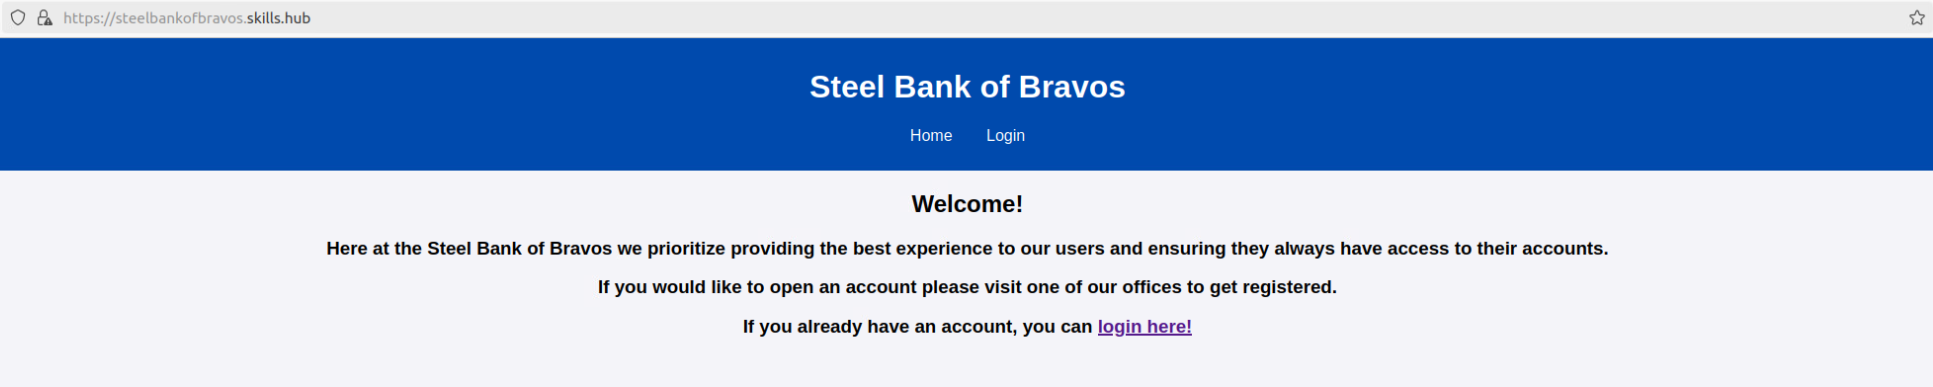 https://steelbankofbravos.skills.hub
Steel Bank of Bravos
Home Login
Welcome!
Here at the Steel Bank of Bravos we prioritize providing the best experience to our users and ensuring they always have access to their accounts.
If you would like to open an account please visit one of our offices to get registered.
If you already have an account, you can login here!